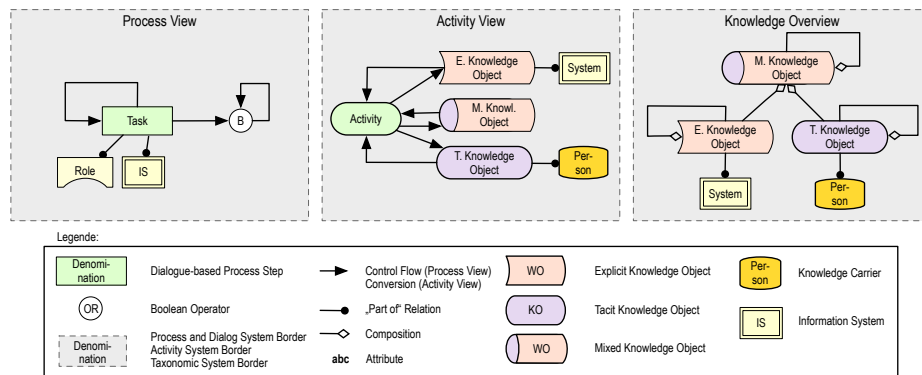 Process View
Task
B
Role
IS
Activity View
E. Knowledge
Object
System
Activity
M. Knowl.
Object
T. Knowledge
Object
Per-
son
Knowledge Overview
M. Knowledge
Object
E. Knowledge
Object
T. Knowledge
Object
System
Per-
son
Legende:
Denomi-
nation
Dialogue-based Process Step
OR
Boolean Operator
Denomi-
nation
Process and Dialog System Border
Activity System Border
Taxonomic System Border
Control Flow (Process View)
Conversion (Activity View)
„Part of“ Relation
Composition
abc
Attribute
WO
Explicit Knowledge Object
KO
Tacit Knowledge Object
WO
Mixed Knowledge Object
Per-
son
Knowledge Carrier
IS
Information System